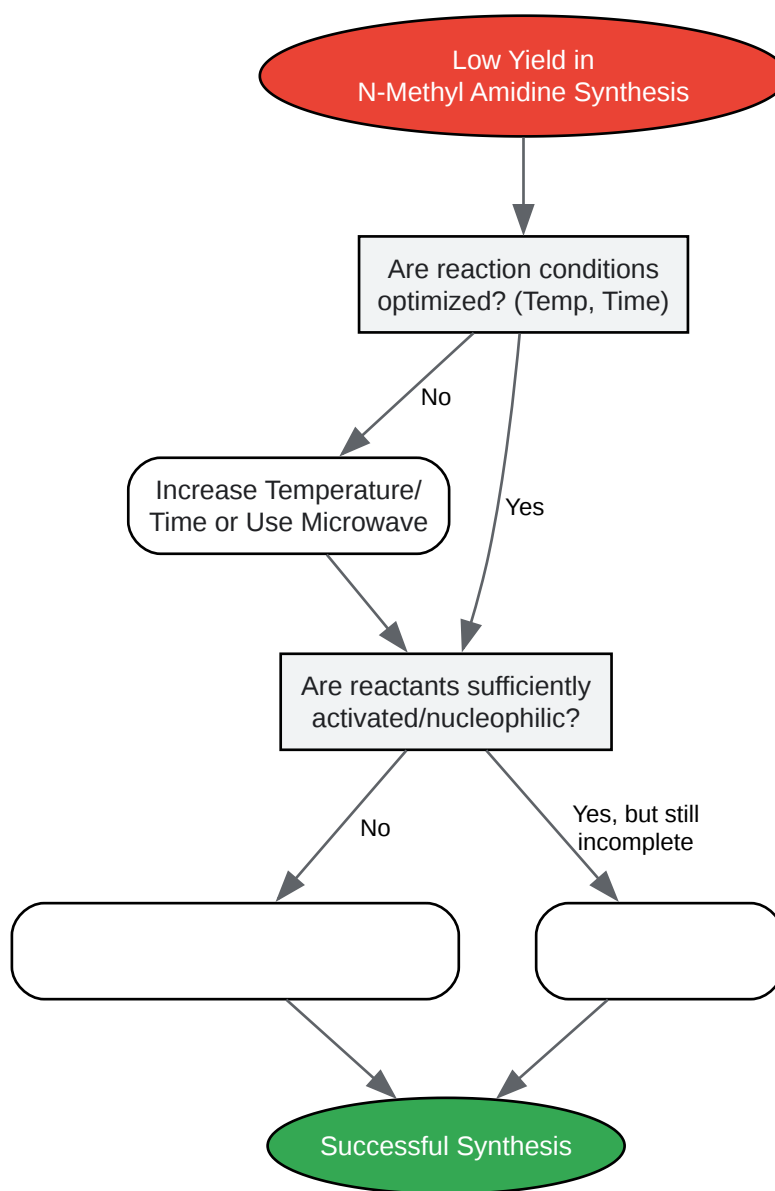 Low Yield in
N-Methyl Amidine Synthesis
Are reaction conditions
optimized? (Temp, Time)
No
Increase Temperature/
Time or Use Microwave
Yes
Are reactants sufficiently
activated/nucleophilic?
No
Yes, but still
incomplete
Successful Synthesis